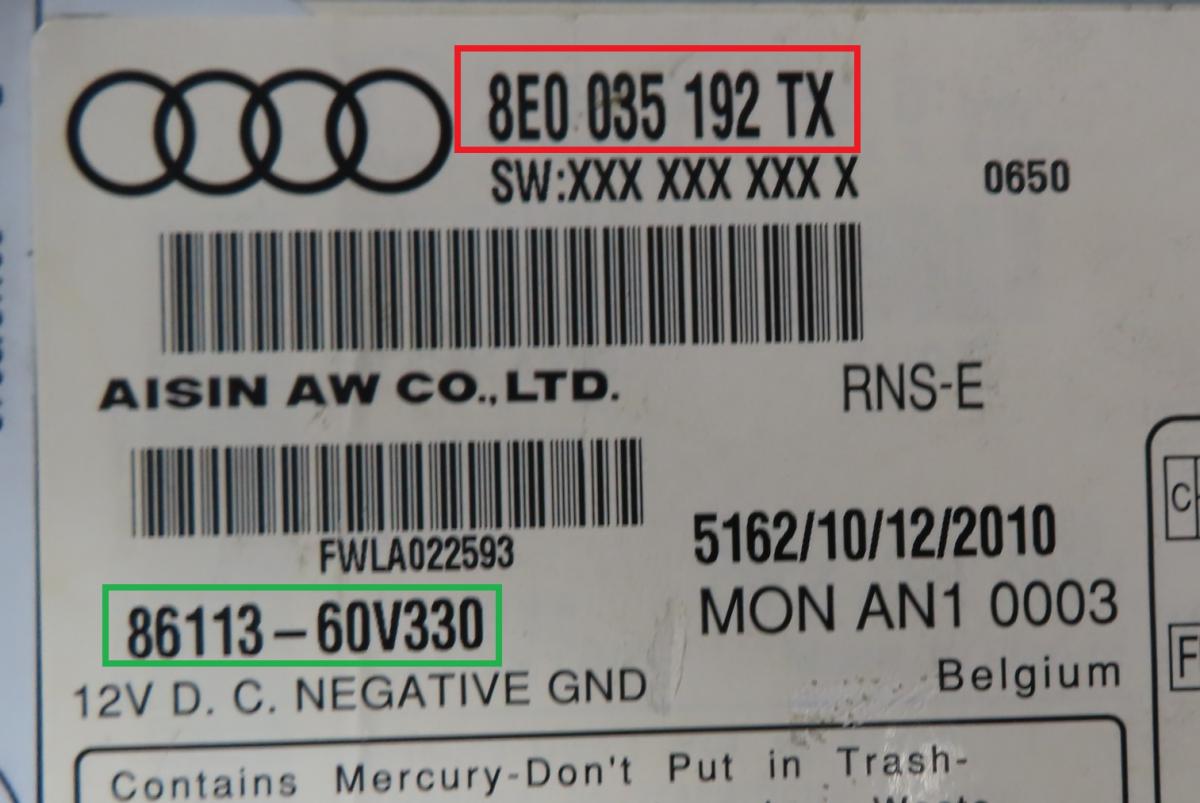 8E0 035 192 TX
SW:XXX XXX XXX X
0650
AISIN AW CO.,LTD.
RNS-E
FWLA022593
5162/10/12/2010
86113-60V330
MON AN1 0003
12V D. C. NEGATIVE GND
Belgium
Contains Mercury-Don't Put in Trash-